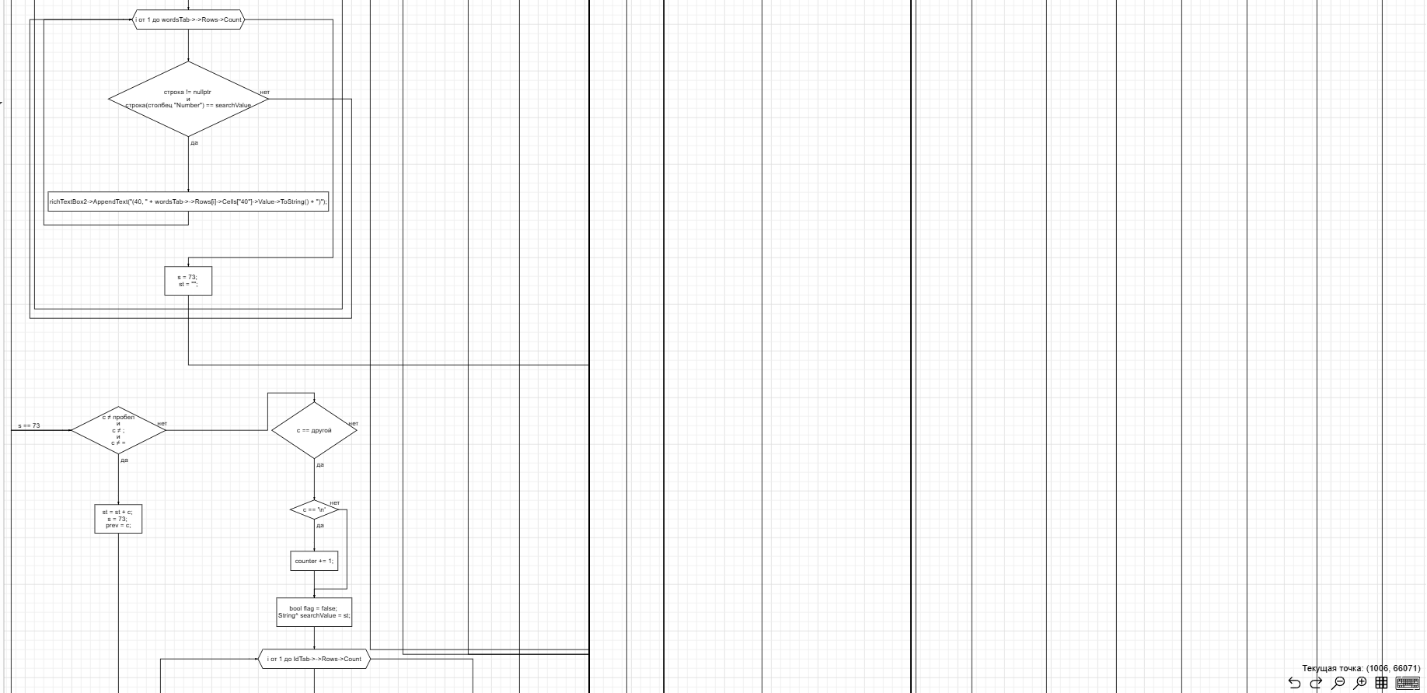 i от 1 до wordsTab->->Rows->Count
строка != nullptr
и
строка(столбец "Number") == searchValue
нет
да
richTextBox2->AppendText("(40, " + wordsTab->->Rows[i]->Cells["40"]->Value->ToString() + ")");
s = 73;
st = "";
s == 73
c ≠ пробел
и
c ≠ ;
и
c ≠ =
нет
да
c == другой
нет
да
c == '\n'
нет
да
st = st + c;
s = 73;
prev = c;
counter += 1;
bool flag = false;
String^ searchValue = st;
i от 1 до IdTab->->Rows->Count
Текущая точка: (1006, 66071)